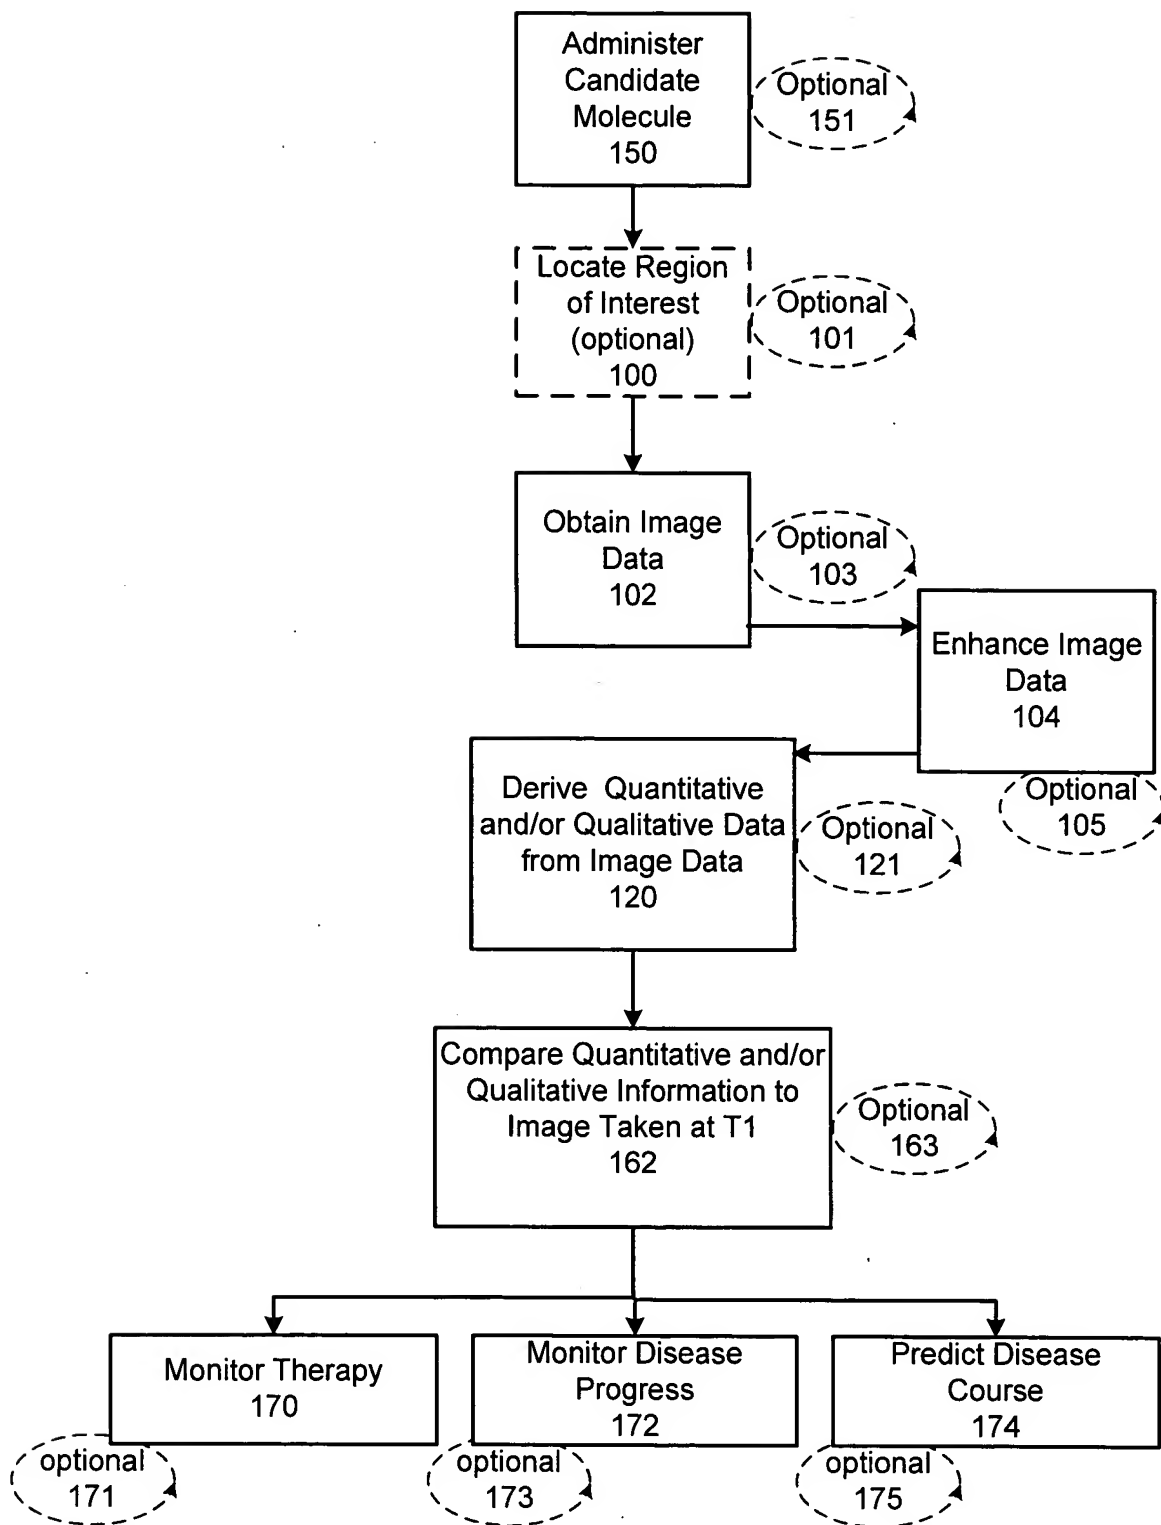 Administer
Candidate
Molecule
150
Optional
151
Locate Region
of Interest
(optional)
100
Optional
101
Obtain Image
Data
102
Optional
103
Enhance Image
Data
104
Optional
105
Derive Quantitative
and/or Qualitative Data
from Image Data
120
Optional
121
Compare Quantitative and/or
Qualitative Information to
Image Taken at T1
162
Optional
163
Monitor Therapy
170
optional
171
Monitor Disease
Progress
172
optional
173
Predict Disease
Course
174
optional
175